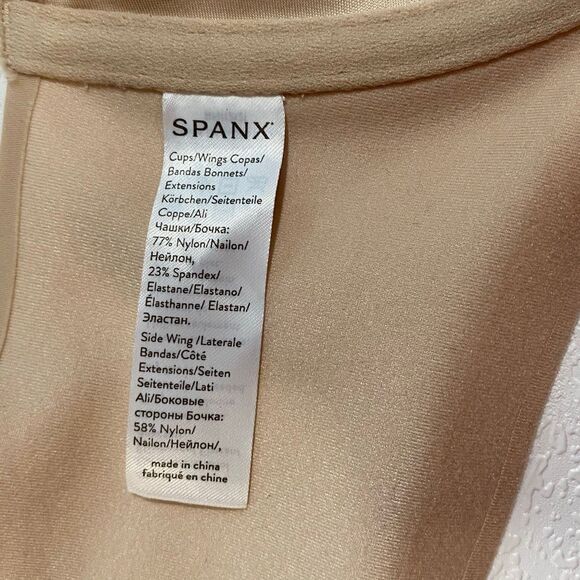 SPANX
Cups/Wings Copas/
Bandas Bonnets/
Extensions
Körbchen/Seitenteile
Coppe/Ali
Чашки/Бочка:
77% Nylon/Nailon/
Нейлон,
23% Spandex/
Elastane/Elastano/
Élasthanne/ Elastan/
Эластан.
Side Wing /Laterale
Bandas/Côté
Extensions/Seiten
Seitenteile/Lati
Ali/Боковые
стороны Бочка:
58% Nylon/
Nailon/Нейлон/,
made in china
fabriqué en chine